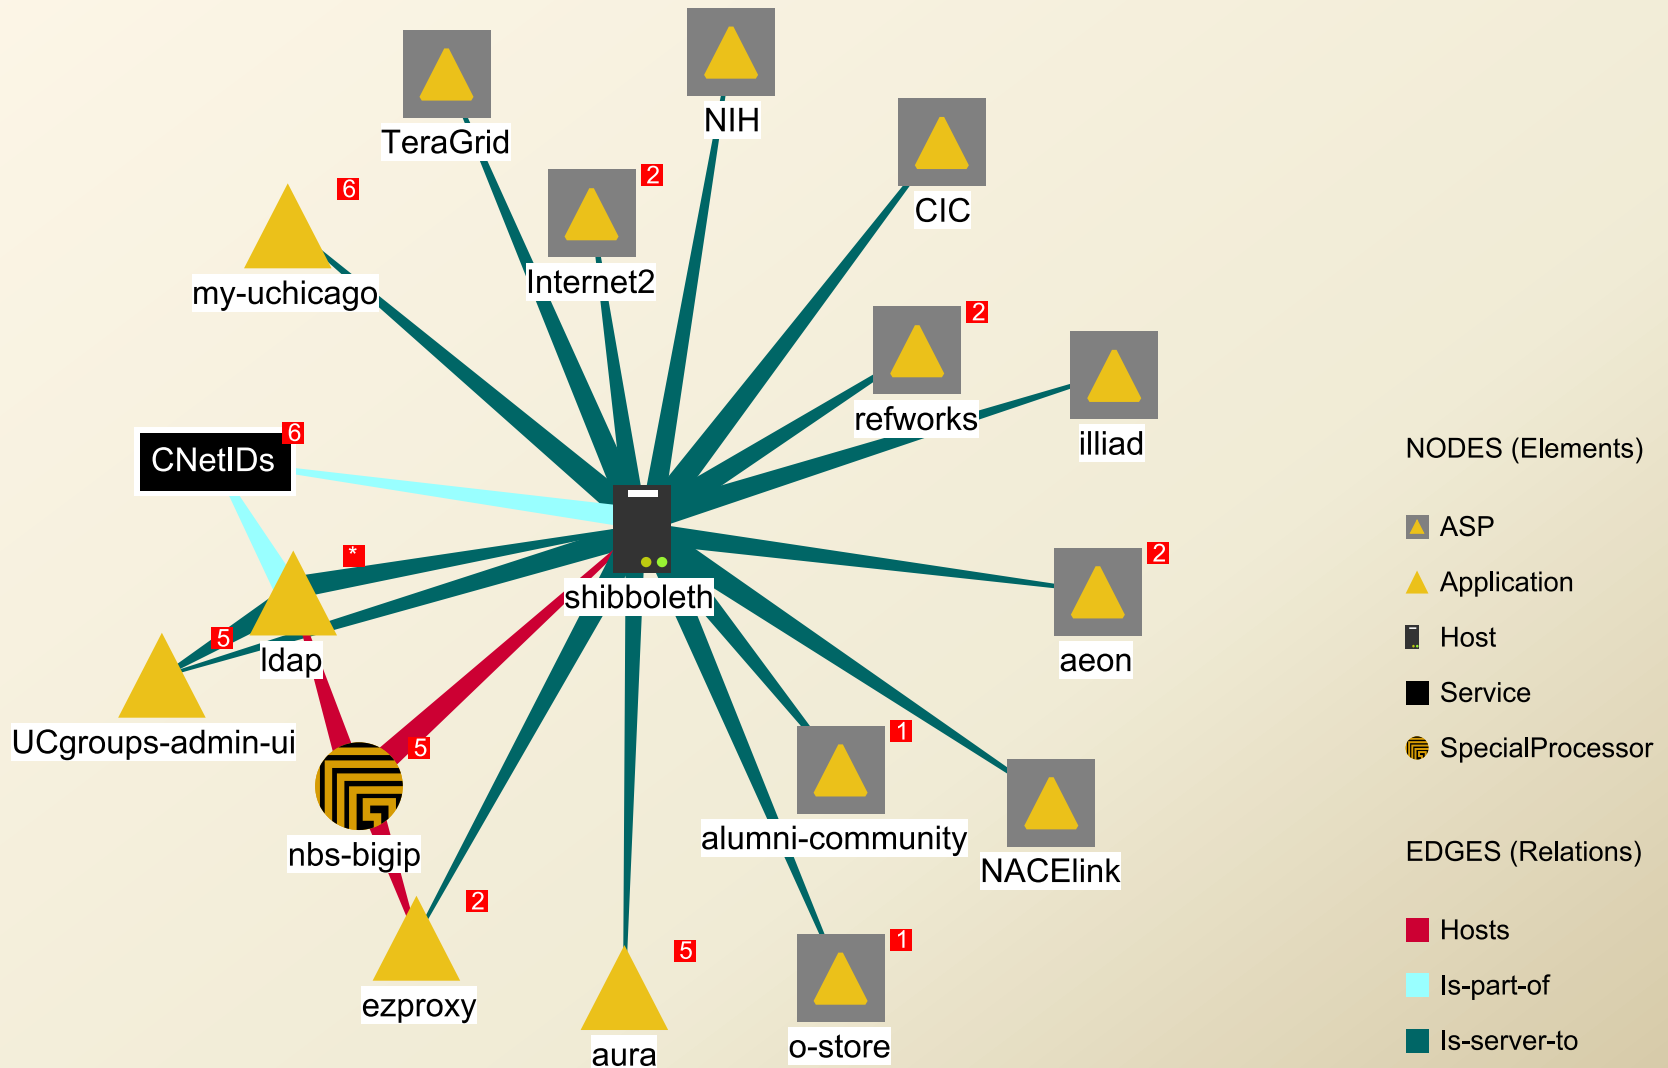 NIH
TeraGrid
2
CIC
6
Internet2
my-uchicago
2
refworks
illiad
6
CNetIDs
NODES (Elements)
ASP
Application
Host
Service
SpecialProcessor
*
shibboleth
2
aeon
5
ldap
UCgroups-admin-ui
5
nbs-bigip
1
alumni-community
NACElink
2
ezproxy
5
aura
1
o-store
EDGES (Relations)
Hosts
Is-part-of
Is-server-to